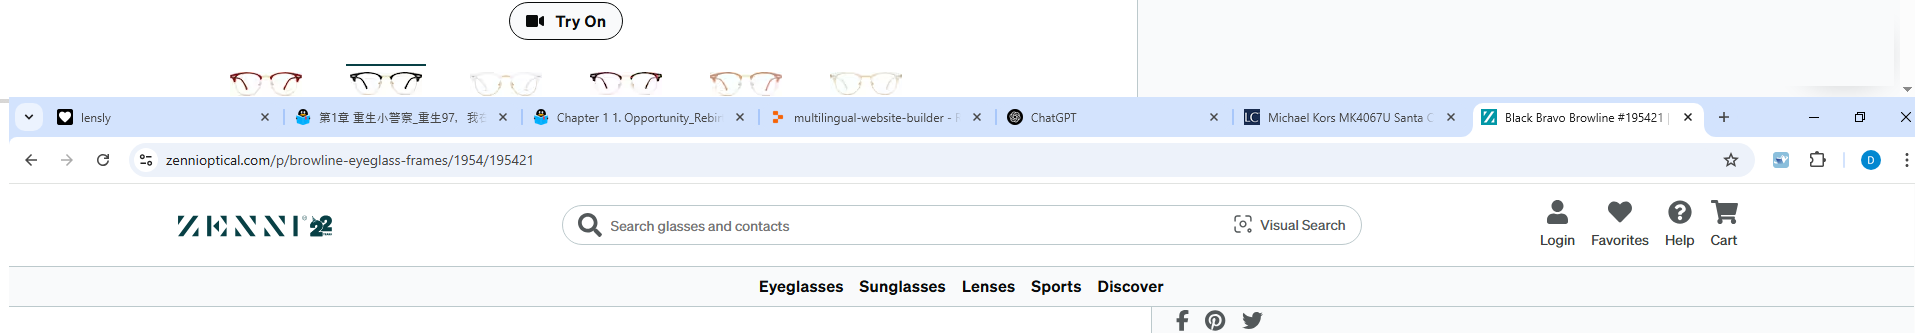 Try On
lensly
第1章 重生小警察_重生97，我在
Chapter 1 1. Opportunity_Rebir
multilingual-website-builder - R
ChatGPT
Michael Kors MK4067U Santa C
Black Bravo Browline #195421 |
zennioptical.com/p/browline-eyeglass-frames/1954/195421
D
ZENNI® 22
Search glasses and contacts
Visual Search
Login
Favorites
Help
Cart
Eyeglasses Sunglasses Lenses Sports Discover